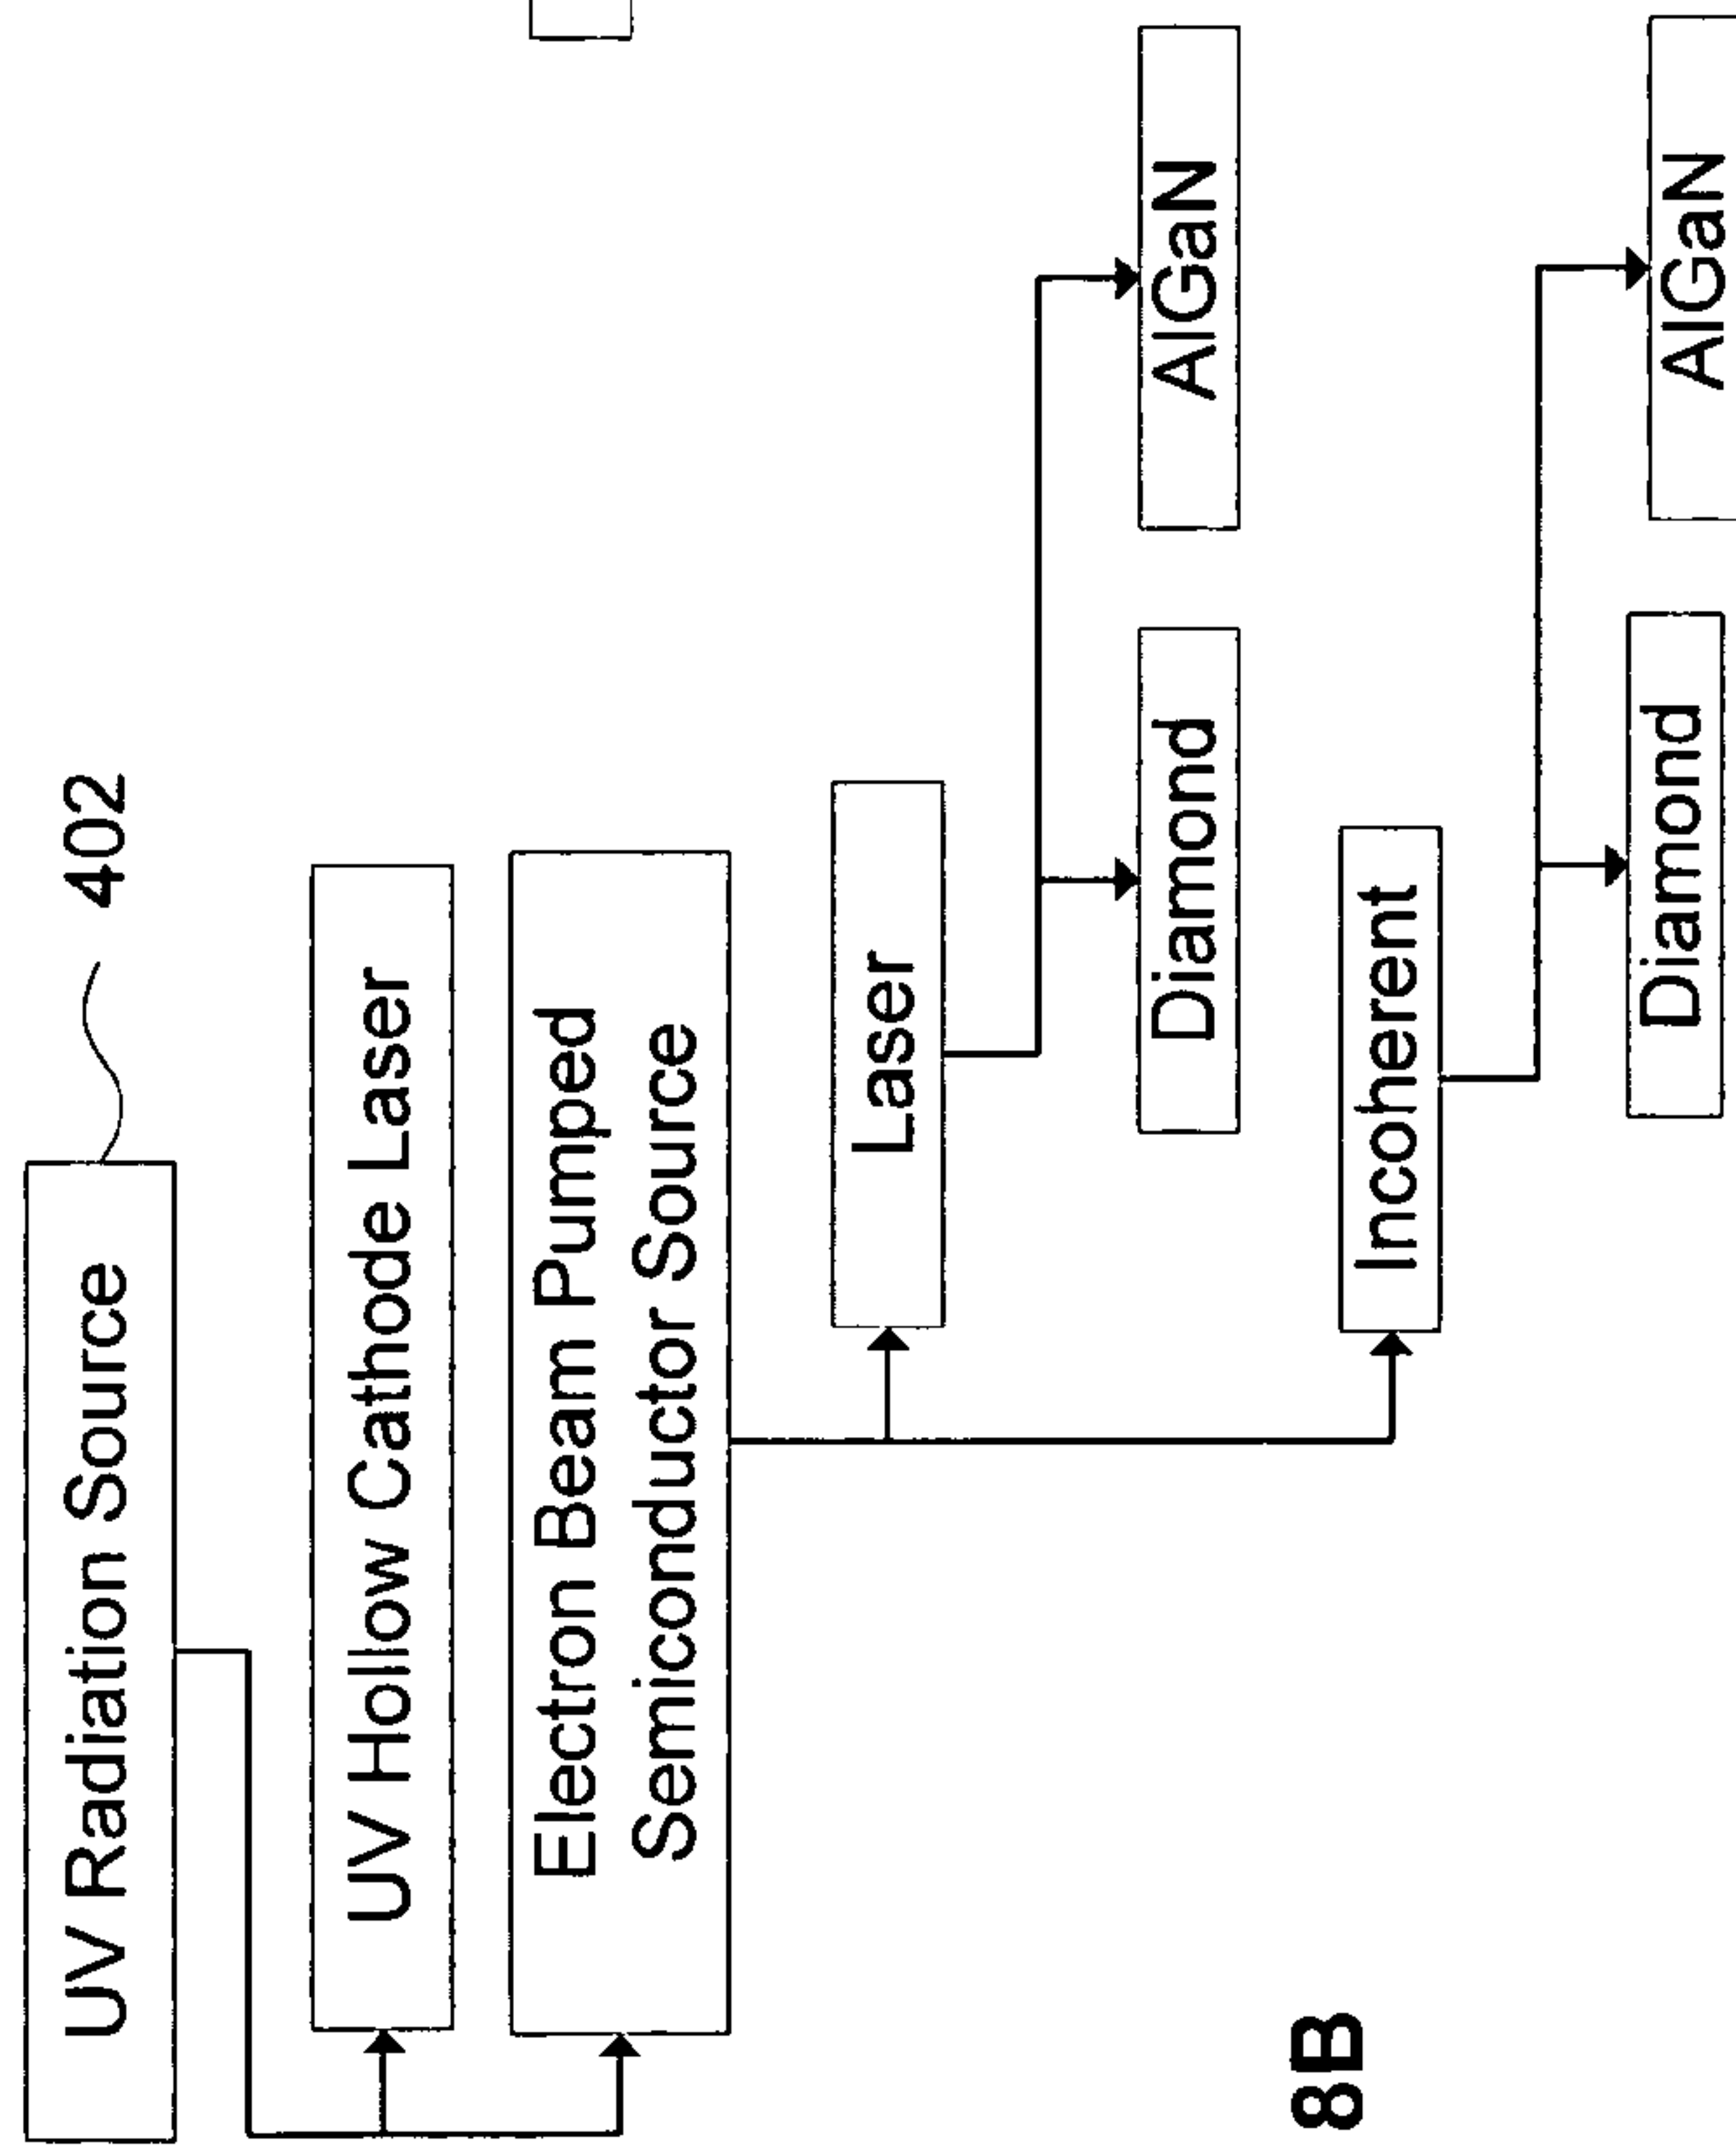 UV Radiation Source
402
UV Hollow Cathode Laser
Electron Beam Pumped
Semiconductor Source
Laser
Diamond
AlGaN
Incoherent
Diamond
AlGaN
8B